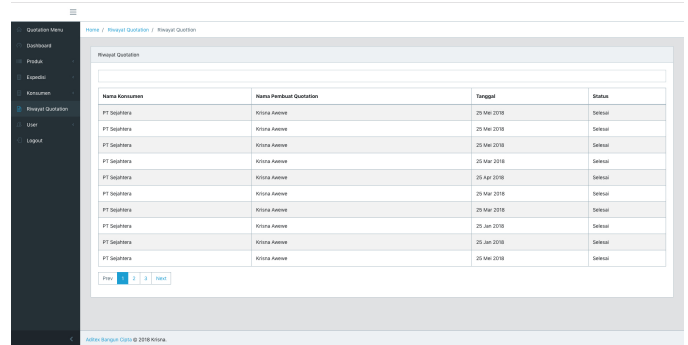 Quotation Menu
Home / Riwayat Quotation / Riwayat Quottion
Dashboard
Produk
Expedisi
Konsumen
Riwayat Quotation
User
Logout
Riwayat Quotation
Nama Konsumen Nama Pembuat Quotation Tanggal Status
PT Sejahtera Krisna Awewe 25 Mei 2018 Selesai
PT Sejahtera Krisna Awewe 25 Mei 2018 Selesai
PT Sejahtera Krisna Awewe 25 Mei 2018 Selesai
PT Sejahtera Krisna Awewe 25 Mar 2018 Selesai
PT Sejahtera Krisna Awewe 25 Apr 2018 Selesai
PT Sejahtera Krisna Awewe 25 Mar 2018 Selesai
PT Sejahtera Krisna Awewe 25 Mar 2018 Selesai
PT Sejahtera Krisna Awewe 25 Jan 2018 Selesai
PT Sejahtera Krisna Awewe 25 Jan 2018 Selesai
PT Sejahtera Krisna Awewe 25 Mei 2018 Selesai
Prev 1 2 3 Next
Aditex Bangun Cipta © 2018 Krisna.